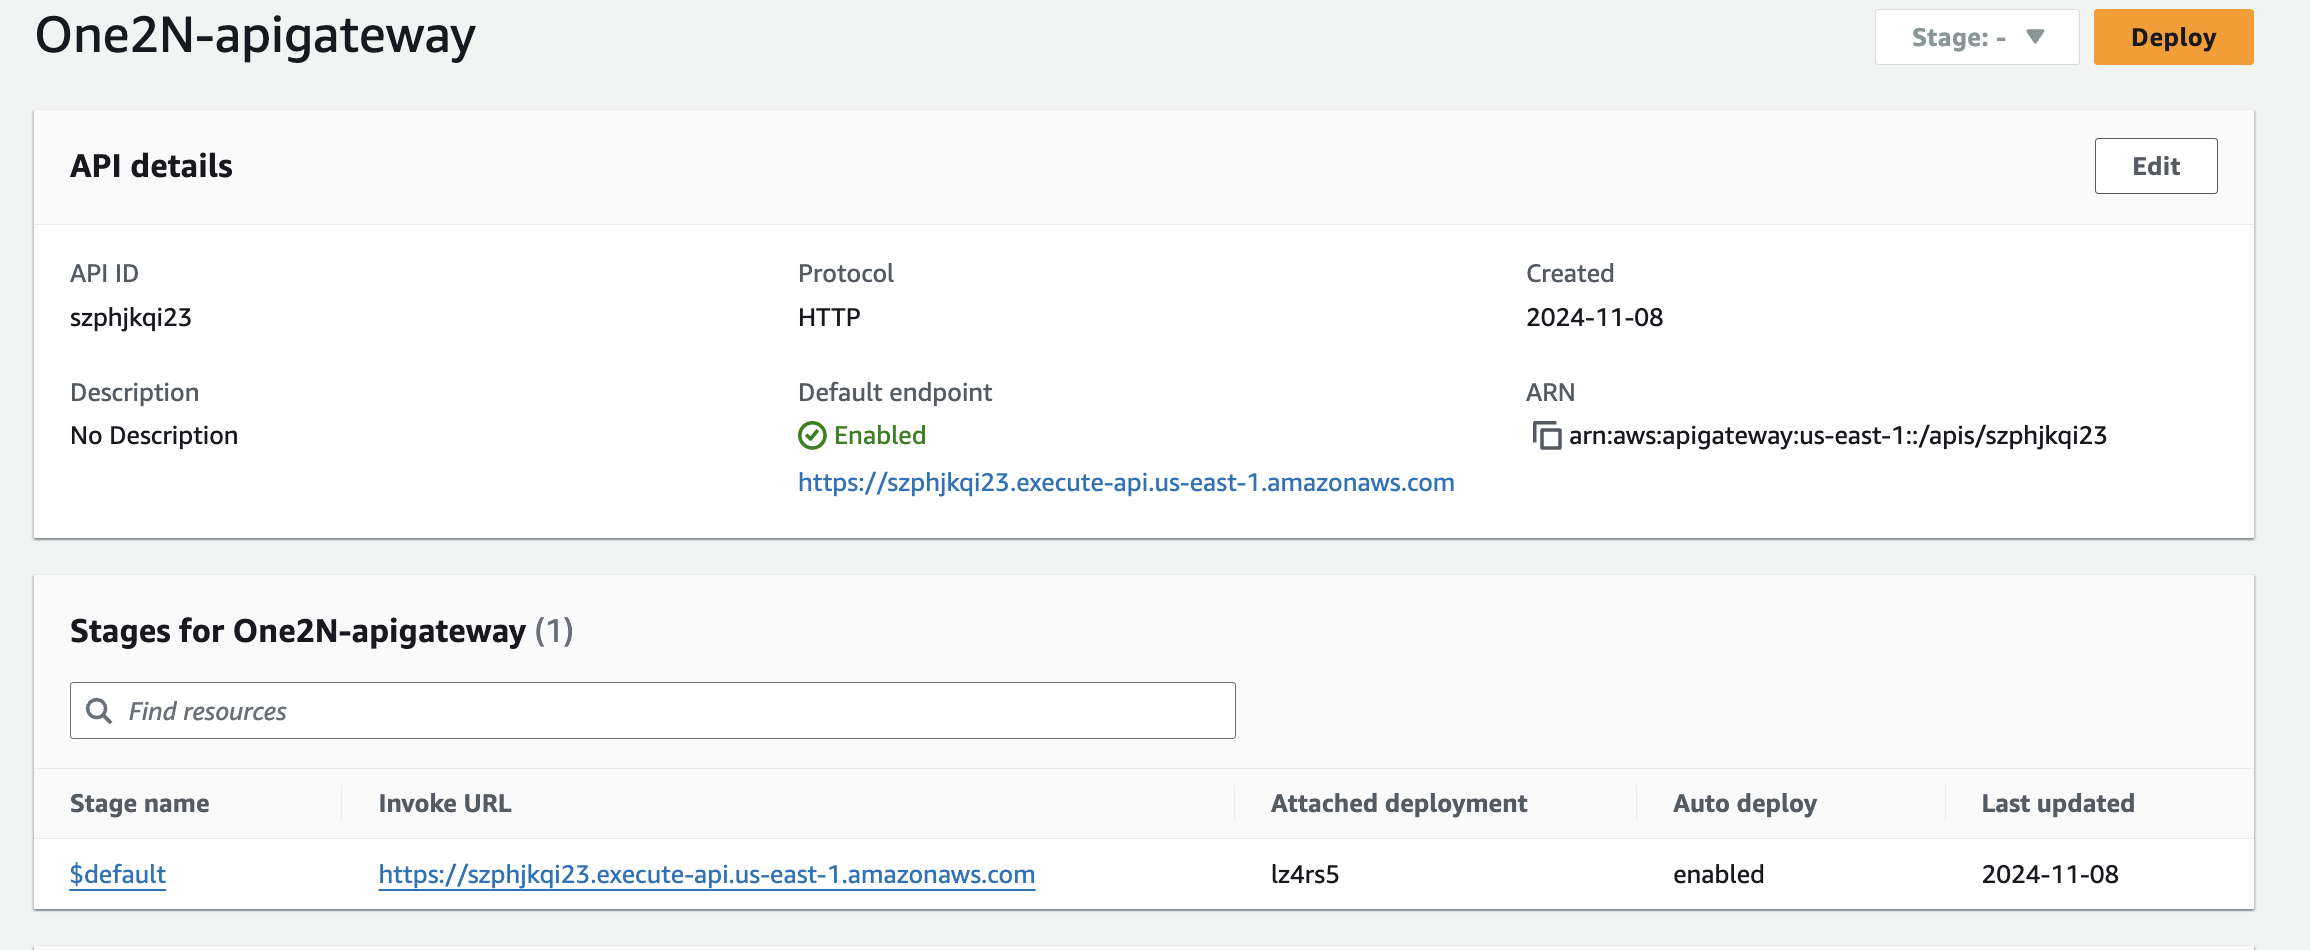 One2N-apigateway
Stage: -
Deploy
API details
Edit
API ID
szphjkqi23
Protocol
HTTP
Created
2024-11-08
Description
No Description
Default endpoint
Enabled
https://szphjkqi23.execute-api.us-east-1.amazonaws.com
ARN
arn:aws:apigateway:us-east-1::/apis/szphjkqi23
Stages for One2N-apigateway (1)
Find resources
Stage name Invoke URL Attached deployment Auto deploy Last updated
$default https://szphjkqi23.execute-api.us-east-1.amazonaws.com lz4rs5 enabled 2024-11-08